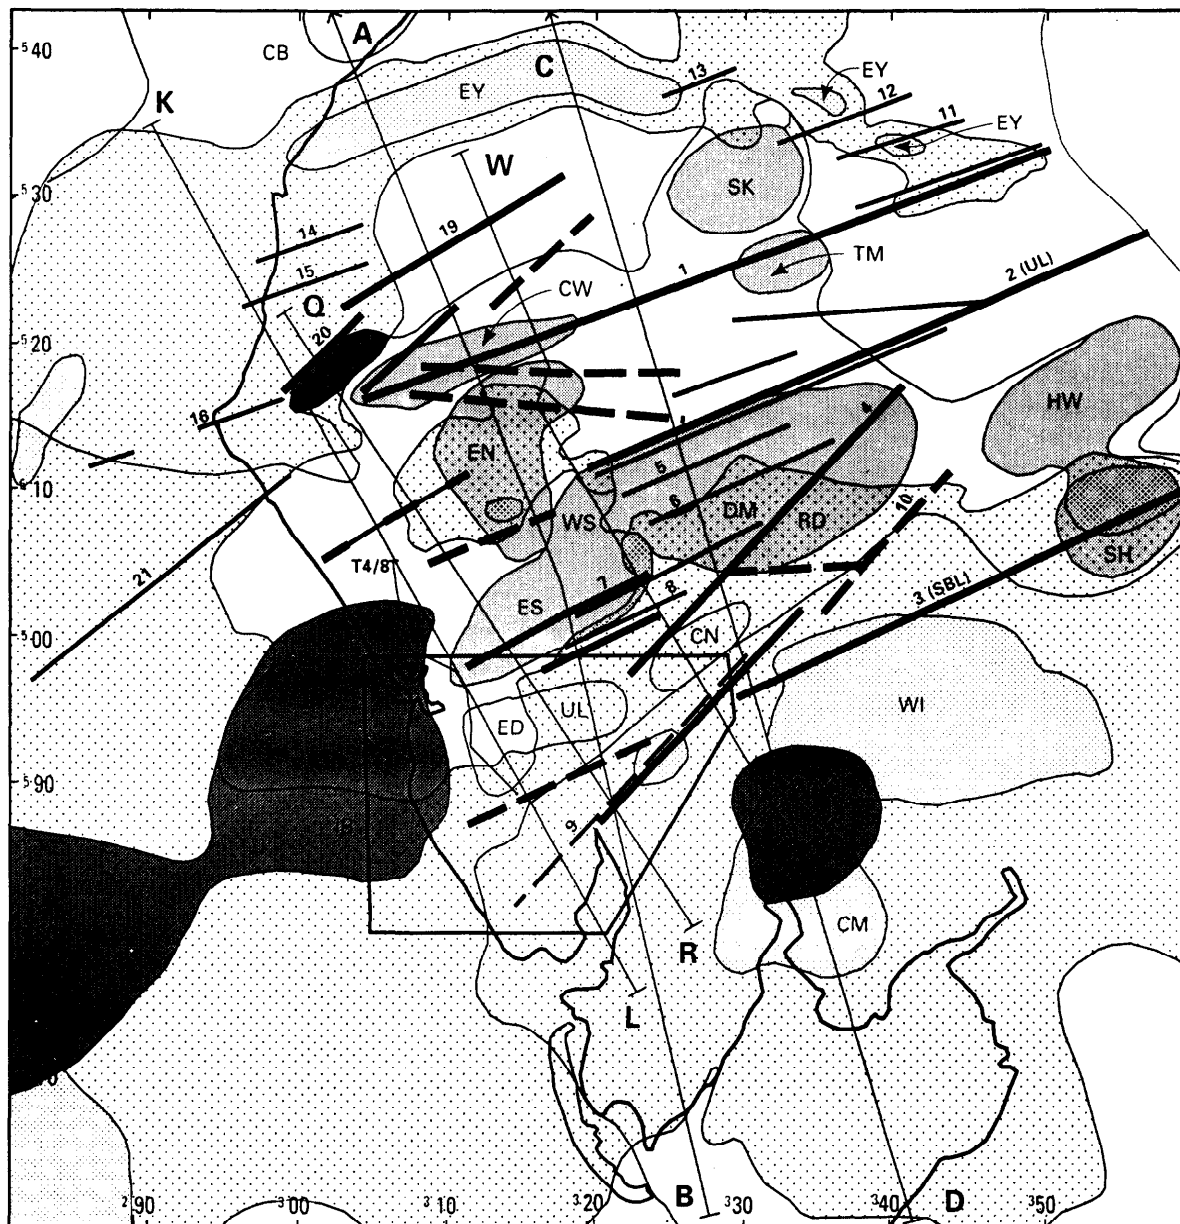 A
CB
C
⁵40
EY
13
EY
12
K
11
EY
W
SK
⁵30
14
19
15
1
TM
2 (UL)
CW
Q
20
⁵20
HW
16
4
EN
5
⁵10
6
DM
RD
10
WS
SH
T4/8
21
7
8
3 (SBL)
ES
⁵00
CN
WI
UL
ED
⁵90
9
CM
R
L
²90
³00
³10
³20
B
³30
³40
D
³50